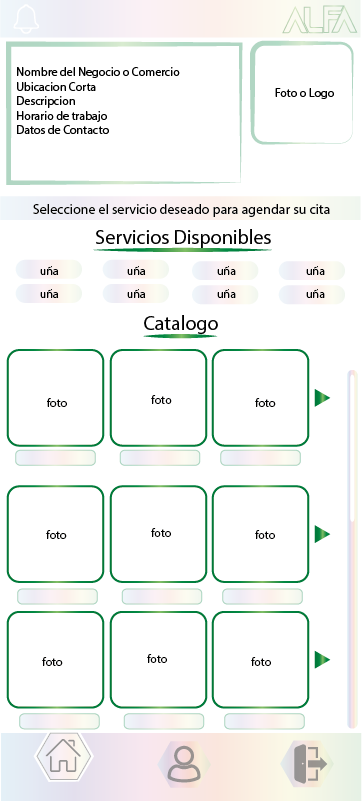 ALFA
Nombre del Negocio o Comercio
Ubicacion Corta
Descripcion
Horario de trabajo
Datos de Contacto
Foto o Logo
Seleccione el servicio deseado para agendar su cita
Servicios Disponibles
uña uña uña uña
uña uña uña uña
Catalogo
foto foto foto
foto foto foto
foto foto foto